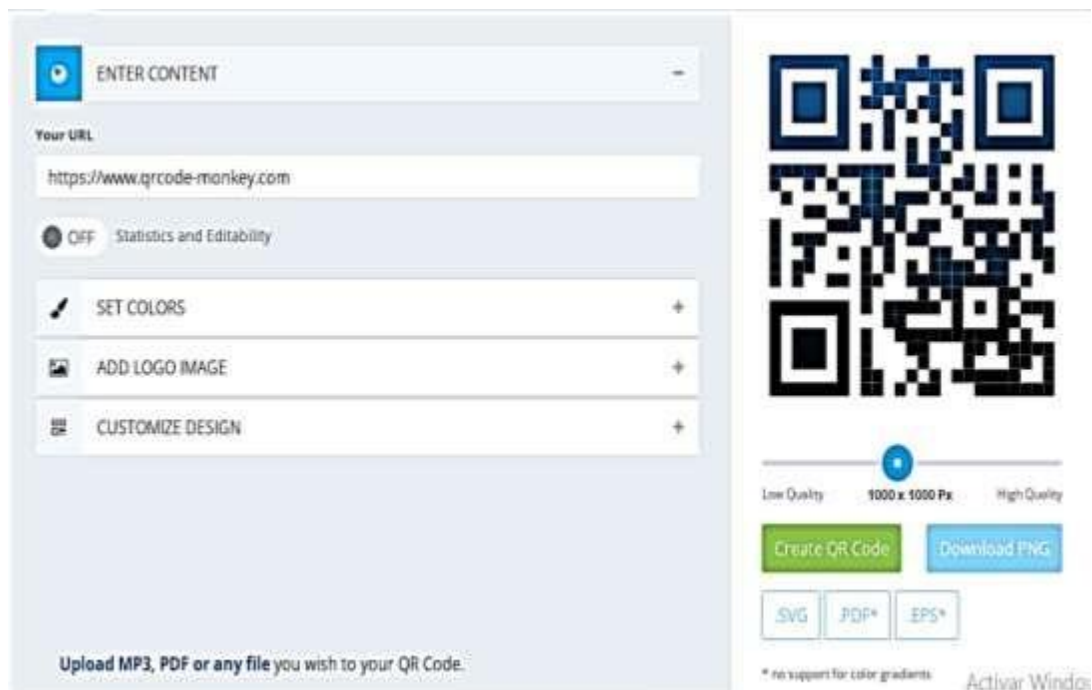 ENTER CONTENT −
Your URL
https://www.qrcode-monkey.com
OFF Statistics and Editability
SET COLORS +
ADD LOGO IMAGE +
CUSTOMIZE DESIGN +
Upload MP3, PDF or any file you wish to your QR Code.
Low Quality 1000 x 1000 Px High Quality
Create QR Code Download PNG
.SVG .PDF* .EPS*
* no support for color gradients
Activar Window